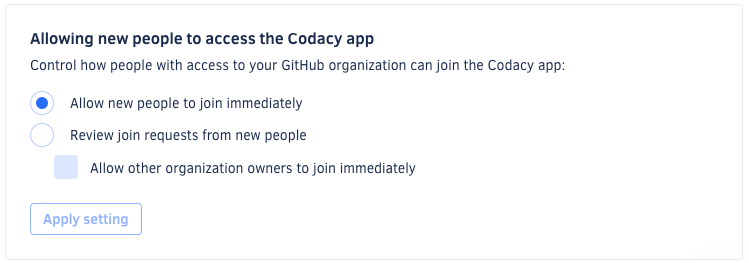 Allowing new people to access the Codacy app
Control how people with access to your GitHub organization can join the Codacy app:
Allow new people to join immediately
Review join requests from new people
Allow other organization owners to join immediately
Apply setting